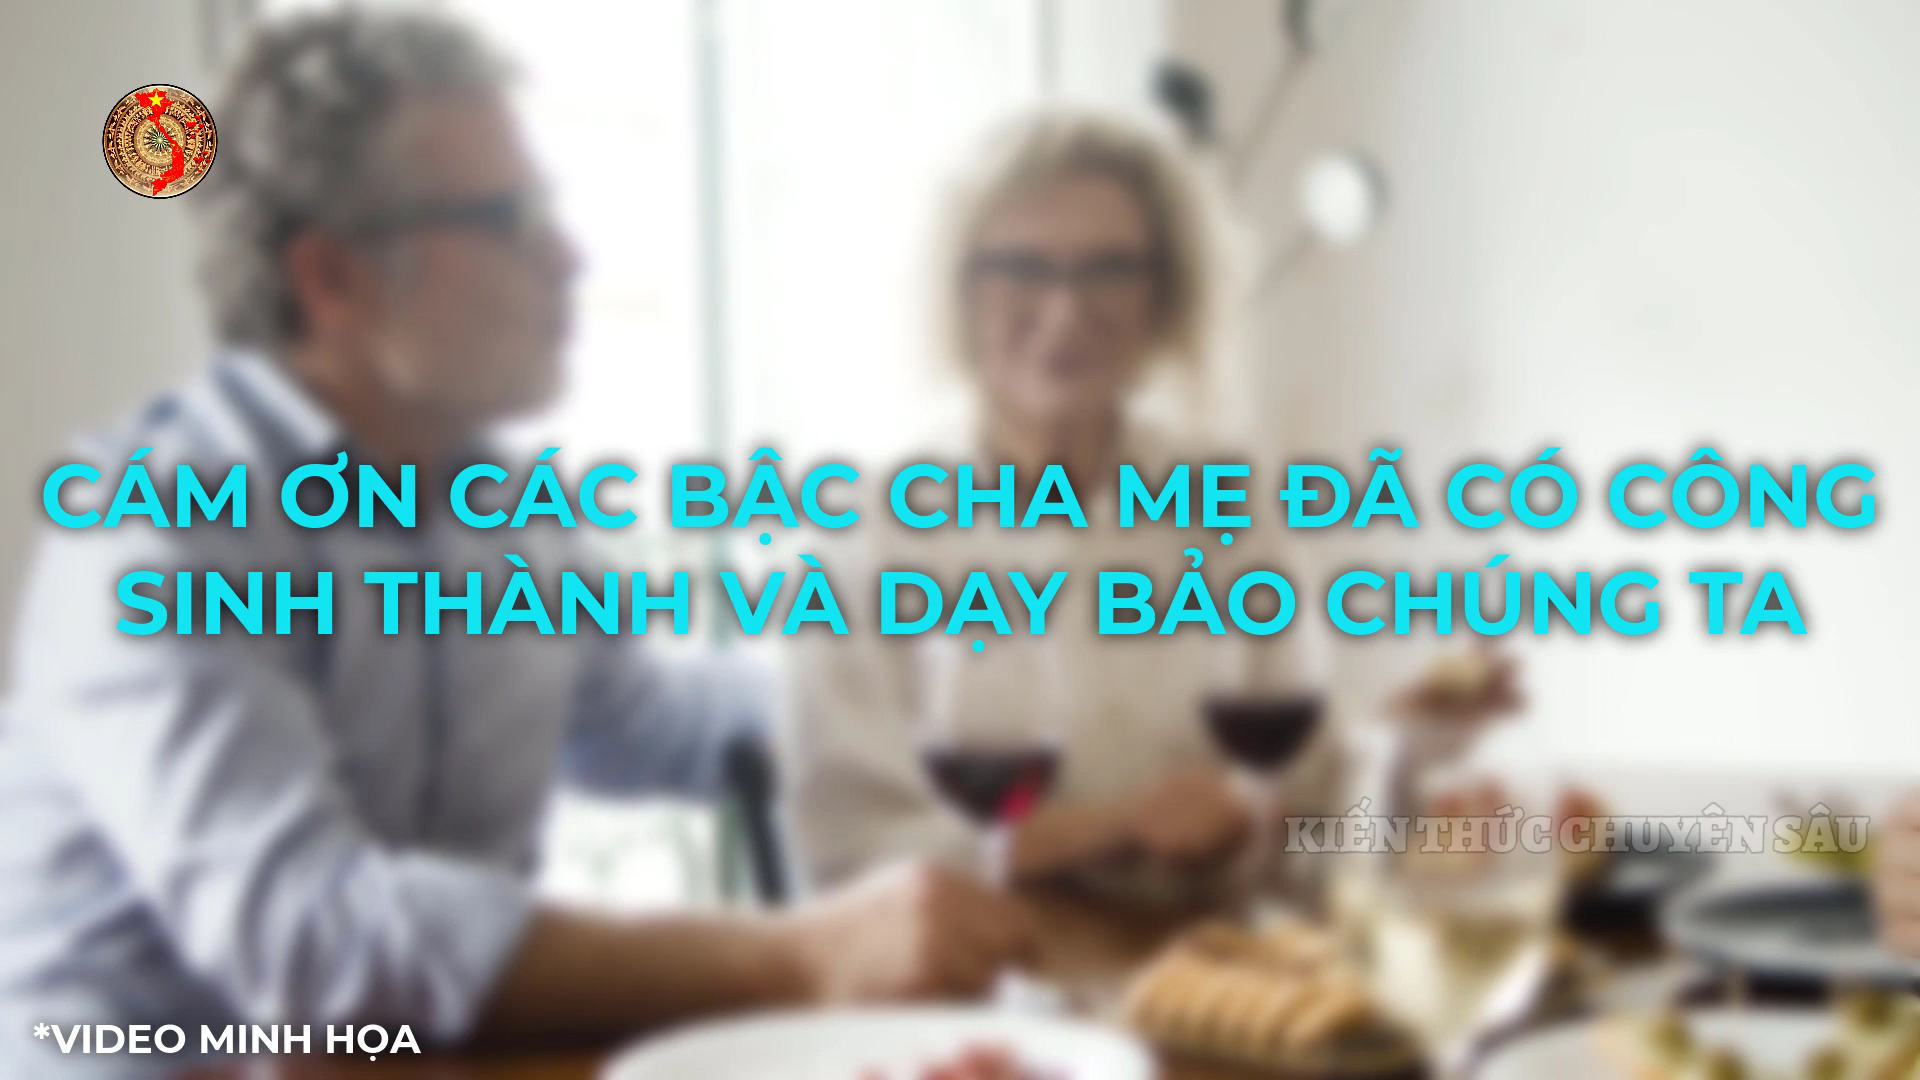 CÁM ƠN CÁC BẬC CHA MẸ ĐÃ CÓ CÔNG
SINH THÀNH VÀ DẠY BẢO CHÚNG TA
KIẾN THỨC CHUYÊN SÂU
*VIDEO MINH HỌA